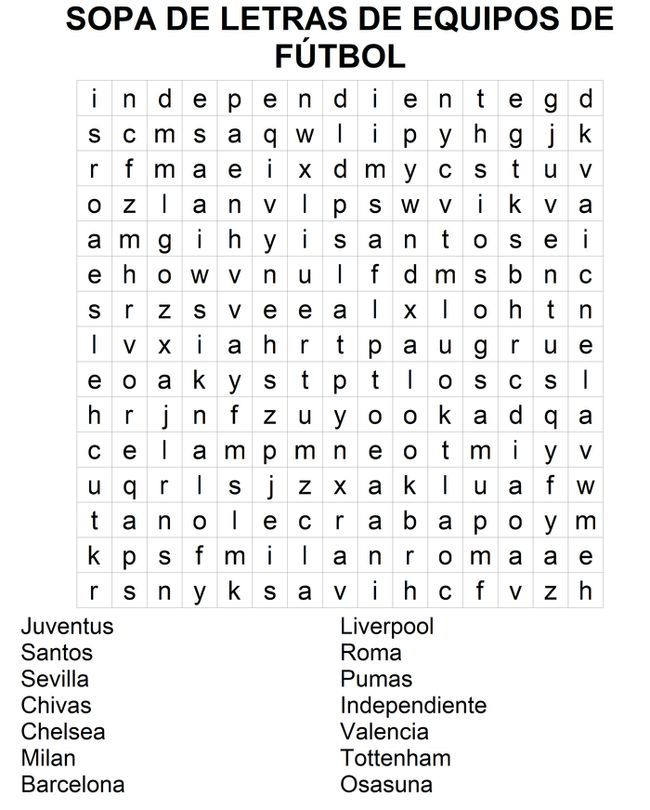 SOPA DE LETRAS DE EQUIPOS DE
FÚTBOL
i n d e p e n d i e n t e g d
s c m s a q w l i p y h g j k
r f m a e i x d m y c s t u v
o z l a n v l p s w v i k v a
a m g i h y i s a n t o s e i
e h o w v n u l f d m s b n c
s r z s v e e a l x l o h t n
l v x i a h r t p a u g r u e
e o a k y s t p t l o s c s l
h r j n f z u y o o k a d q a
c e l a m p m n e o t m i y v
u q r l s j z x a k l u a f w
t a n o l e c r a b a p o y m
k p s f m i l a n r o m a a e
r s n y k s a v i h c f v z h
Juventus Liverpool
Santos Roma
Sevilla Pumas
Chivas Independiente
Chelsea Valencia
Milan Tottenham
Barcelona Osasuna